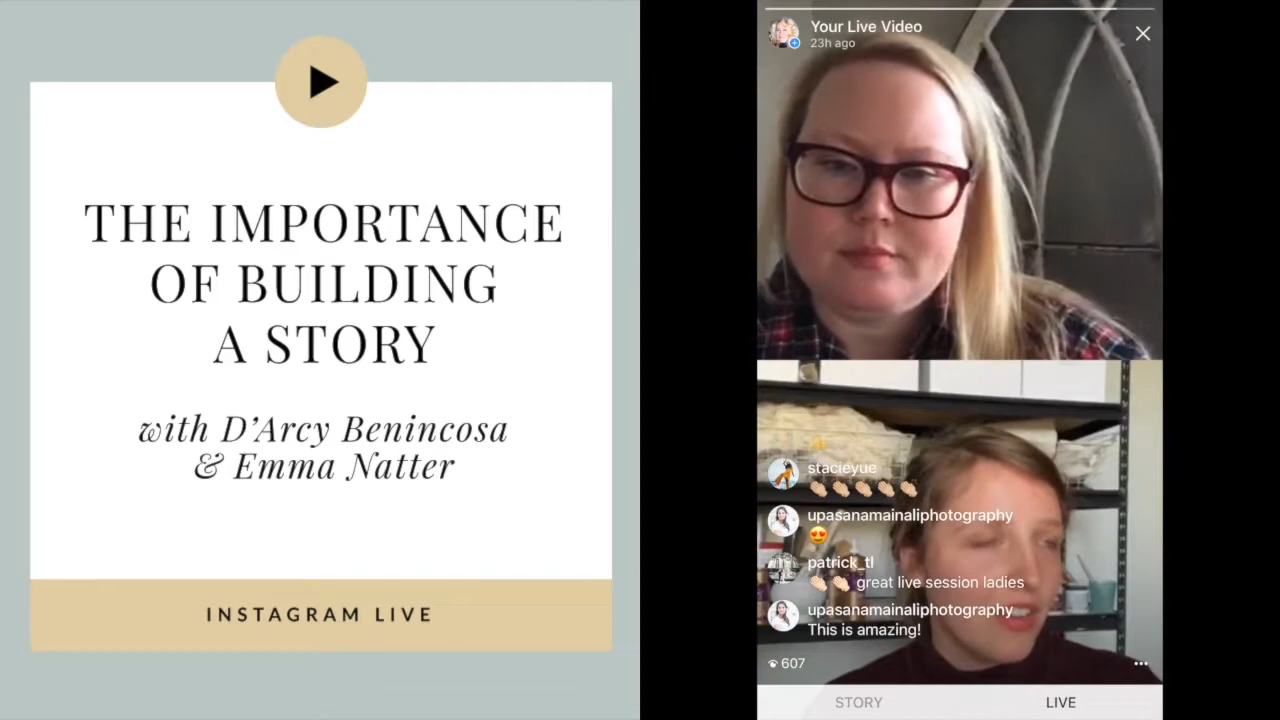 THE IMPORTANCE
OF BUILDING
A STORY
with D'Arcy Benincosa
& Emma Natter
INSTAGRAM LIVE
Your Live Video
23h ago
stacieyue
👏🏻👏🏻👏🏻👏🏻👏🏻
upasanamainaliphotography
😍
patrick_tl
👏🏻👏🏻 great live session ladies
upasanamainaliphotography
This is amazing!
607
STORY
LIVE